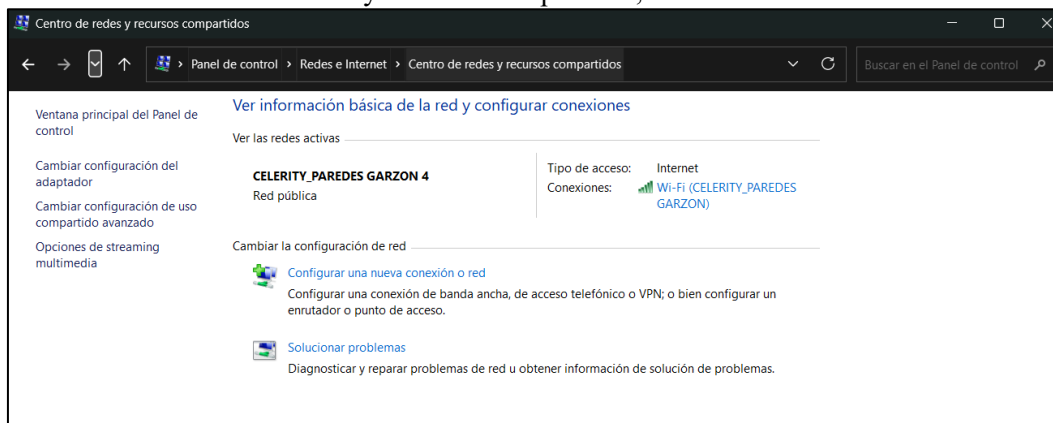 Centro de redes y recursos compartidos
Panel de control > Redes e Internet > Centro de redes y recursos compartidos
Buscar en el Panel de control
Ventana principal del Panel de
control
Cambiar configuración del
adaptador
Cambiar configuración de uso
compartido avanzado
Opciones de streaming
multimedia
Ver información básica de la red y configurar conexiones
Ver las redes activas
CELERITY_PAREDES GARZON 4
Red pública
Tipo de acceso: Internet
Conexiones: Wi-Fi (CELERITY_PAREDES
GARZON)
Cambiar la configuración de red
Configurar una nueva conexión o red
Configurar una conexión de banda ancha, de acceso telefónico o VPN; o bien configurar un
enrutador o punto de acceso.
Solucionar problemas
Diagnosticar y reparar problemas de red u obtener información de solución de problemas.